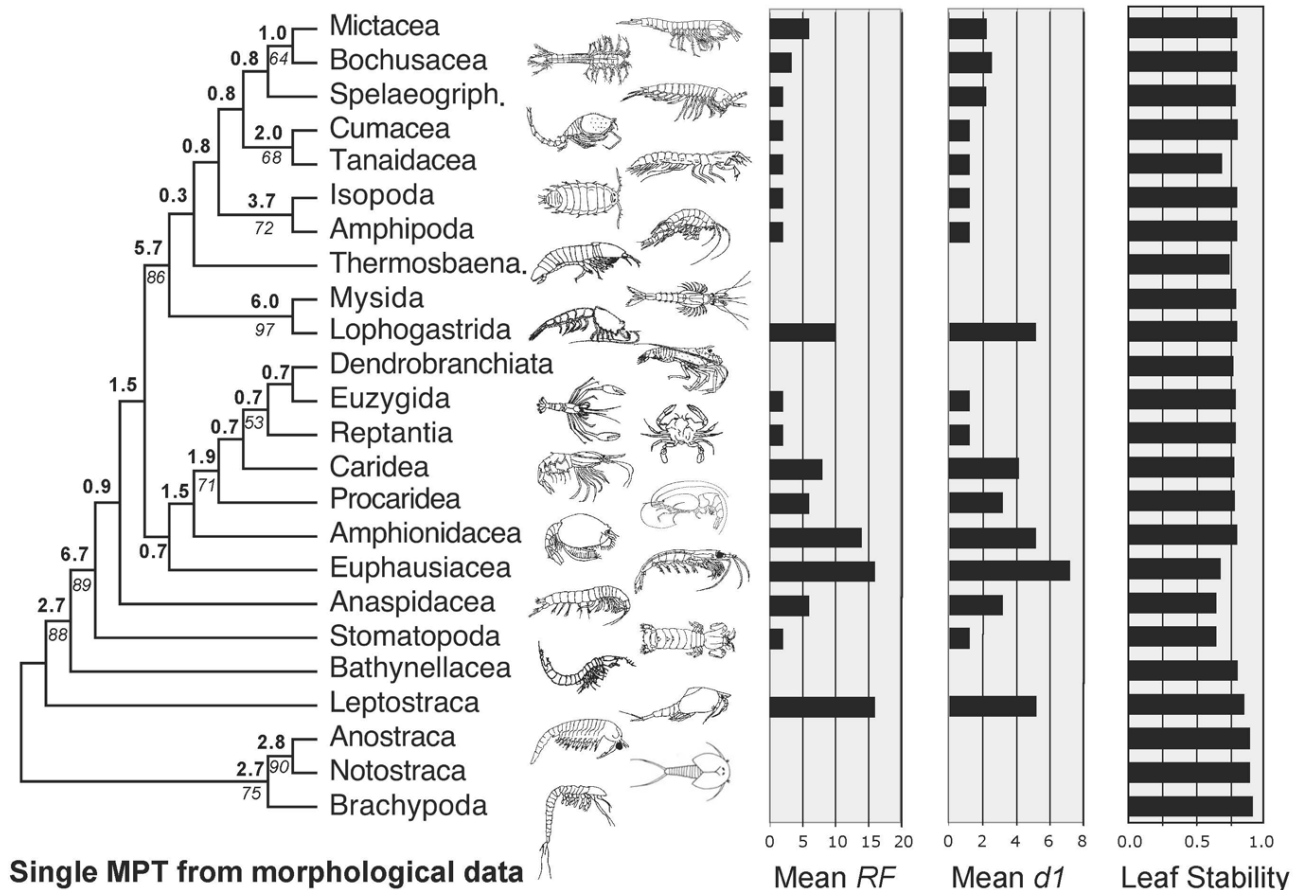 Mictacea
Bochusacea
Spelaeogriph.
Cumacea
Tanaidacea
Isopoda
Amphipoda
Thermosbaena.
Mysida
Lophogastrida
Dendrobranchiata
Euzygida
Reptantia
Caridea
Procaridea
Amphionidacea
Euphausiacea
Anaspidacea
Stomatopoda
Bathynellacea
Leptostraca
Anostraca
Notostraca
Brachypoda
1.0
64
0.8
0.8
2.0
68
0.8
3.7
72
0.3
5.7
86
6.0
97
0.7
0.7
53
0.7
1.9
71
1.5
0.7
1.5
0.9
6.7
89
2.7
88
2.8
90
2.7
75
0 5 10 15 20
0 2 4 6 8
0.0 0.5 1.0
Single MPT from morphological data
Mean RF
Mean d1
Leaf Stability